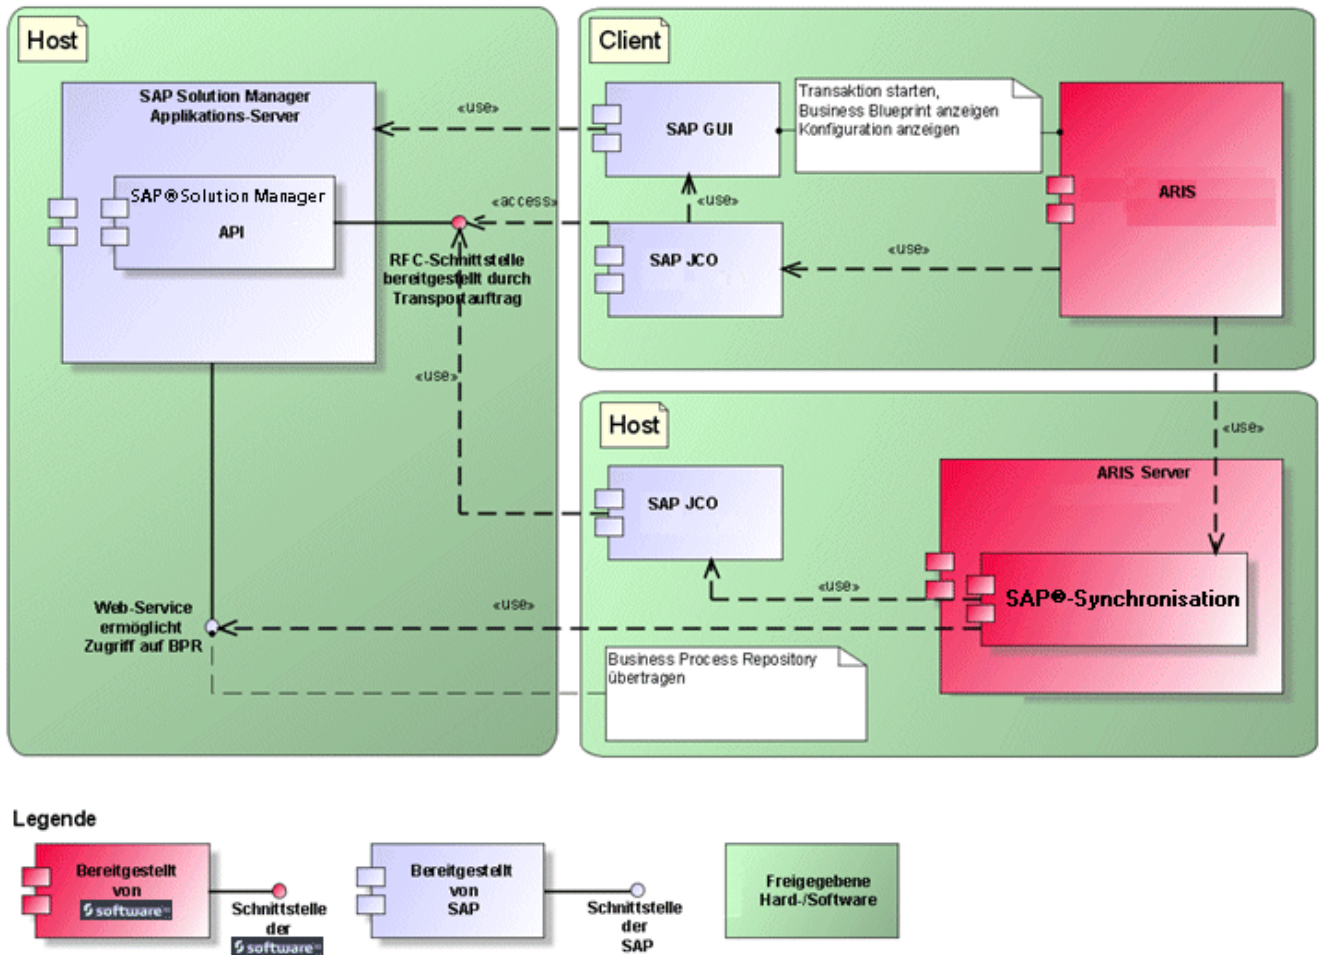 Host
SAP Solution Manager
Applikations-Server
SAP®Solution Manager
API
«use»
«access»
RFC-Schnittstelle
bereitgestellt durch
Transportauftrag
«use»
Web-Service
ermöglicht
Zugriff auf BPR
«use»
Client
SAP GUI
Transaktion starten,
Business Blueprint anzeigen
Konfiguration anzeigen
ARIS
«use»
SAP JCO
«use»
«use»
Host
SAP JCO
ARIS Server
SAP®-Synchronisation
«use»
Business Process Repository
übertragen
Legende
Bereitgestellt
von
software
Schnittstelle
der
software
Bereitgestellt
von
SAP
Schnittstelle
der
SAP
Freigegebene
Hard-/Software